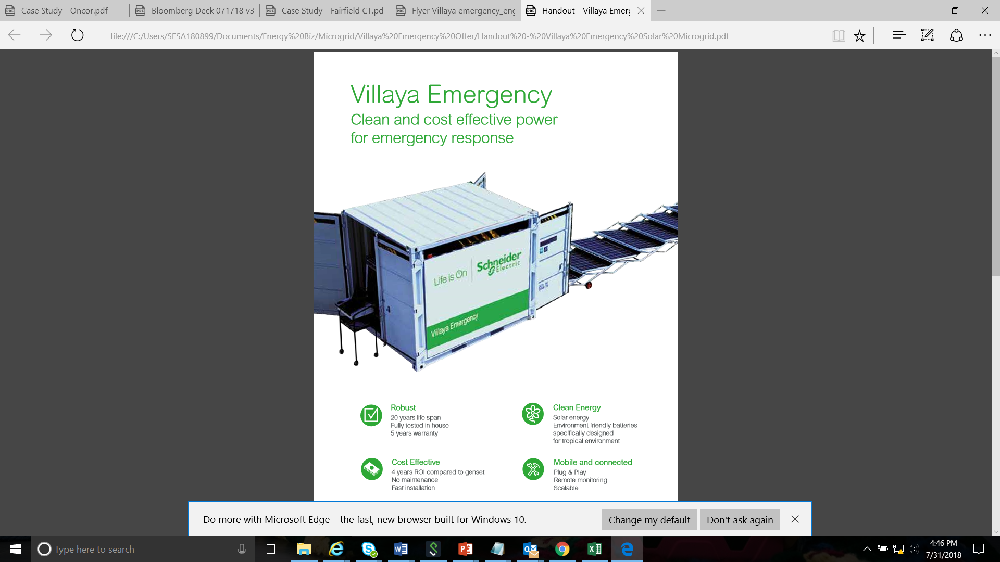 Case Study - Oncor.pdf
Bloomberg Deck 071718 v3
Case Study - Fairfield CT.pd
Flyer Villaya emergency_eng
Handout - Villaya Emerg
file:///C:/Users/SESA180899/Documents/Energy%20Biz/Microgrid/Villaya%20Emergency%20Offer/Handout%20-%20Villaya%20Emergency%20Solar%20Microgrid.pdf
Villaya Emergency
Clean and cost effective power
for emergency response
Life Is On
Schneider
Electric
Villaya Emergency
Robust
20 years life span
Fully tested in house
5 years warranty
Clean Energy
Solar energy
Environment friendly batteries
specifically designed
for tropical environment
Cost Effective
4 years ROI compared to genset
No maintenance
Fast installation
Mobile and connected
Plug & Play
Remote monitoring
Scalable
Do more with Microsoft Edge – the fast, new browser built for Windows 10.
Change my default
Don't ask again
Type here to search
4:46 PM
7/31/2018